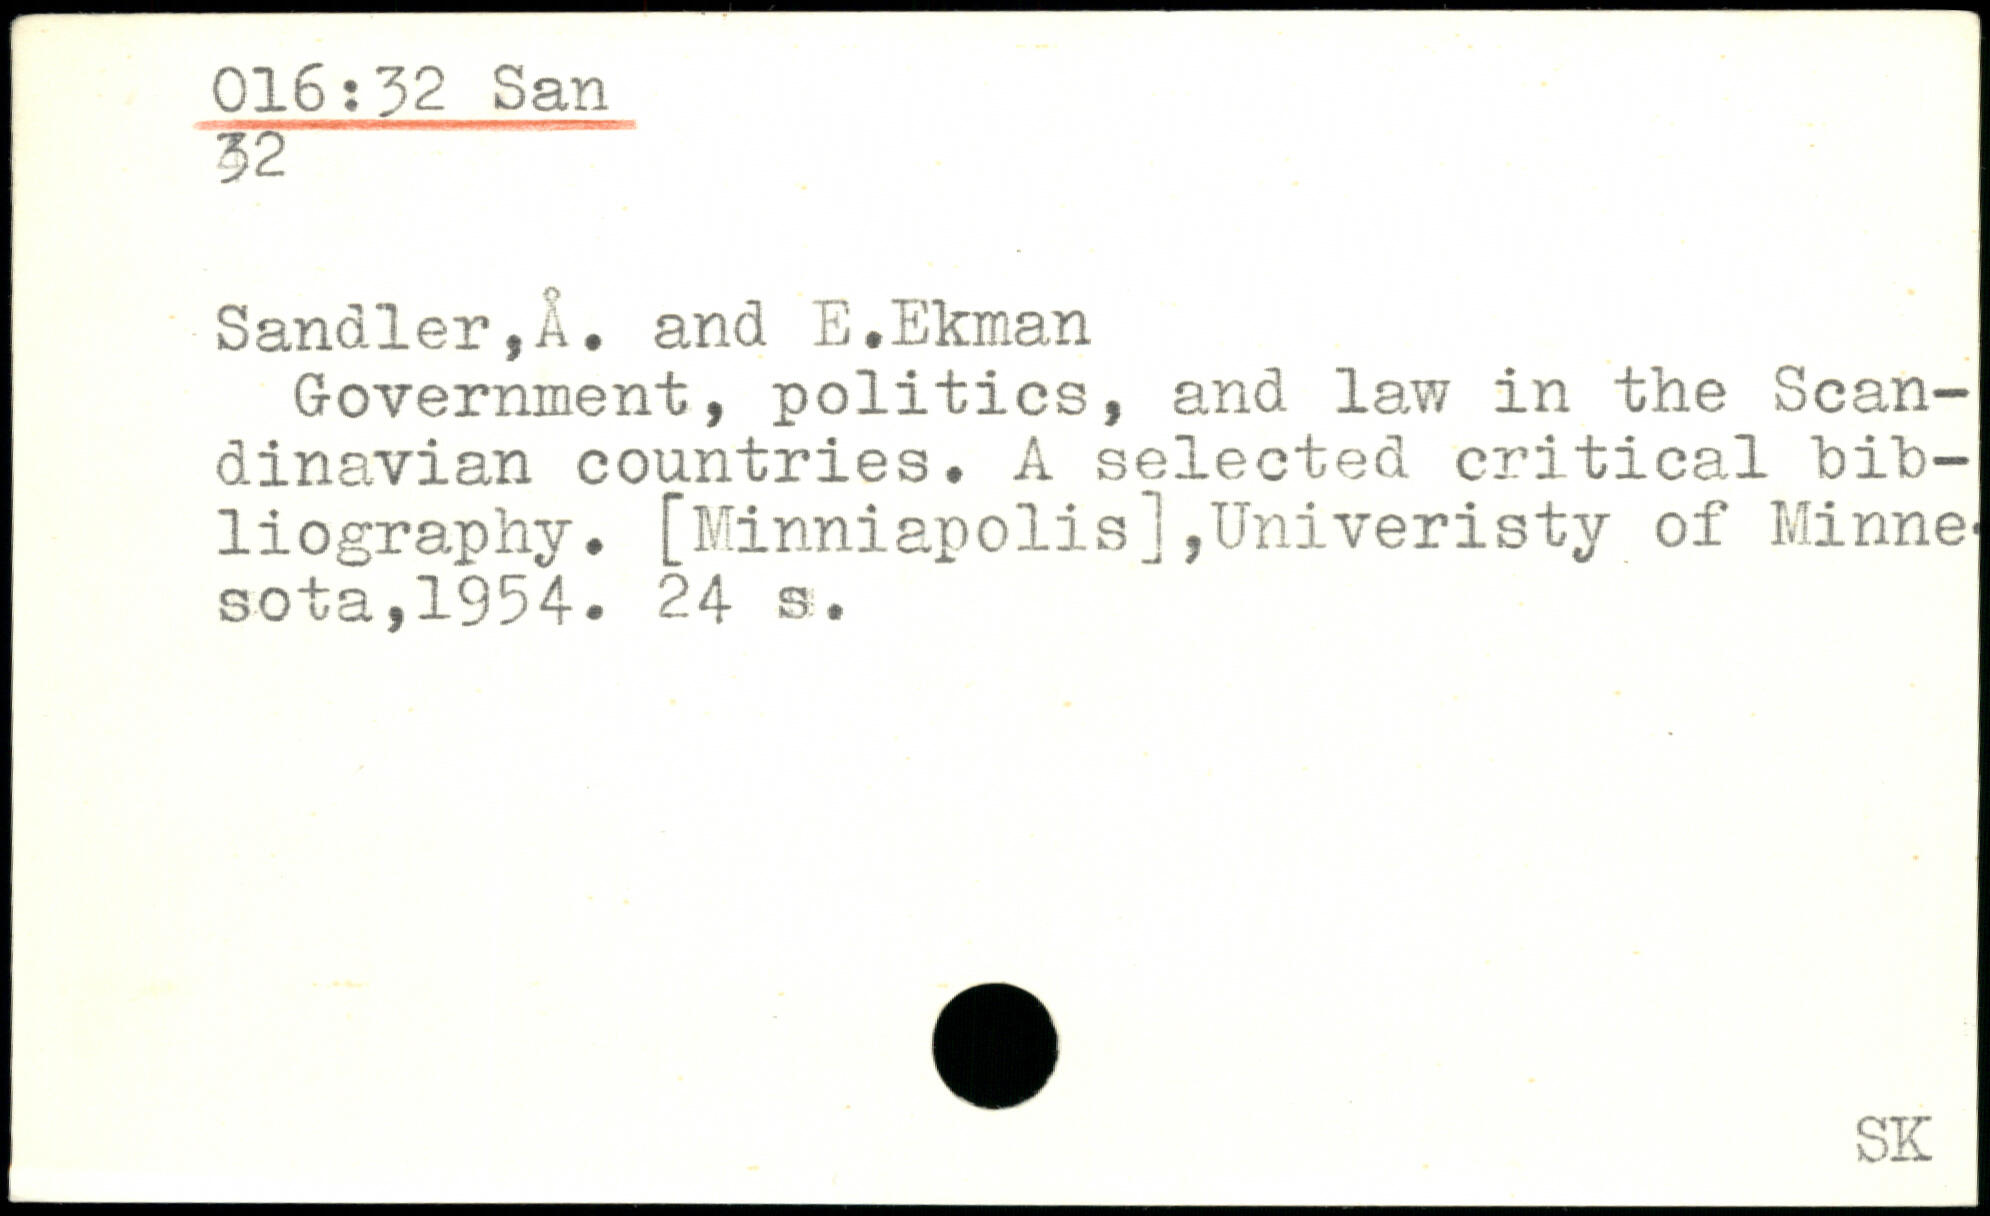 016:32 San
32
Sandler,Å. and E.Ekman
Government, politics, and law in the Scan-
dinavian countries. A selected critical bib-
liography. [Minniapolis],Univeristy of Minne-
sota,1954. 24 s.
SK